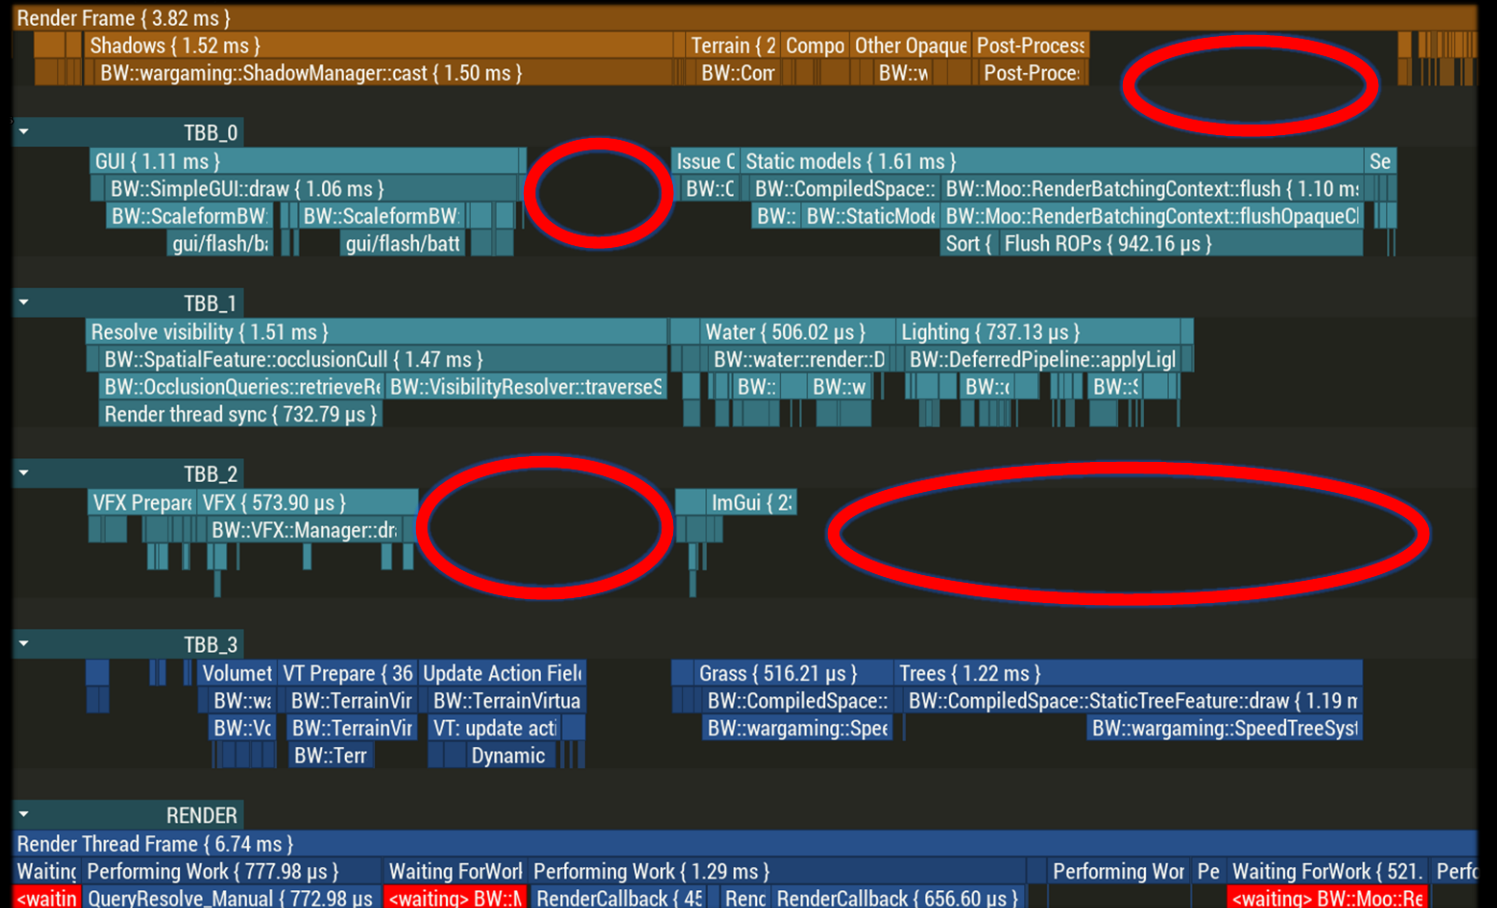 Render Frame { 3.82 ms }
Shadows { 1.52 ms } Terrain { 2 Compo Other Opaque Post-Process
BW::wargaming::ShadowManager::cast { 1.50 ms } BW::Com BW::w Post-Proce
TBB_0
GUI { 1.11 ms } Issue C Static models { 1.61 ms } Se
BW::SimpleGUI::draw { 1.06 ms } BW::C BW::CompiledSpace:: BW::Moo::RenderBatchingContext::flush { 1.10 m
BW::ScaleformBW BW::ScaleformBW BW:: BW::StaticMode BW::Moo::RenderBatchingContext::flushOpaqueCl
gui/flash/ba gui/flash/batt Sort { Flush ROPs { 942.16 µs }
TBB_1
Resolve visibility { 1.51 ms } Water { 506.02 µs } Lighting { 737.13 µs }
BW::SpatialFeature::occlusionCull { 1.47 ms } BW::water::render::D BW::DeferredPipeline::applyLigl
BW::OcclusionQueries::retrieveRe BW::VisibilityResolver::traverseS BW:: BW::w BW::c BW::S
Render thread sync { 732.79 µs }
TBB_2
VFX Prepare VFX { 573.90 µs } ImGui { 2
BW::VFX::Manager::dr
TBB_3
Volumet VT Prepare { 36 Update Action Field Grass { 516.21 µs } Trees { 1.22 ms }
BW::wa BW::TerrainVir BW::TerrainVirtua BW::CompiledSpace:: BW::CompiledSpace::StaticTreeFeature::draw { 1.19 m
BW::Vc BW::TerrainVir VT: update acti BW::wargaming::Spee BW::wargaming::SpeedTreeSyst
BW::Terr Dynamic
RENDER
Render Thread Frame { 6.74 ms }
Waiting Performing Work { 777.98 µs } Waiting ForWork Performing Work { 1.29 ms } Performing Wor Pe Waiting ForWork { 521. Perfo
<waitin QueryResolve_Manual { 772.98 µs <waiting> BW::M RenderCallback { 45 Renc RenderCallback { 656.60 µs } <waiting> BW::Moo::Re